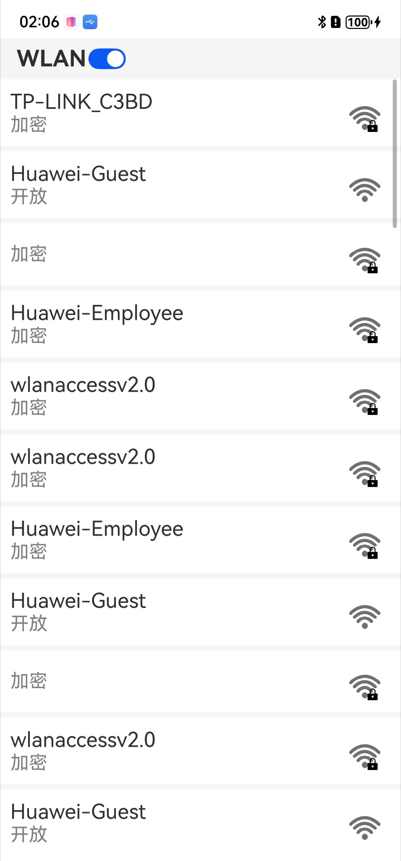 02:06
100
WLAN
TP-LINK_C3BD
加密
Huawei-Guest
开放
加密
Huawei-Employee
加密
wlanaccessv2.0
加密
wlanaccessv2.0
加密
Huawei-Employee
加密
Huawei-Guest
开放
加密
wlanaccessv2.0
加密
Huawei-Guest
开放